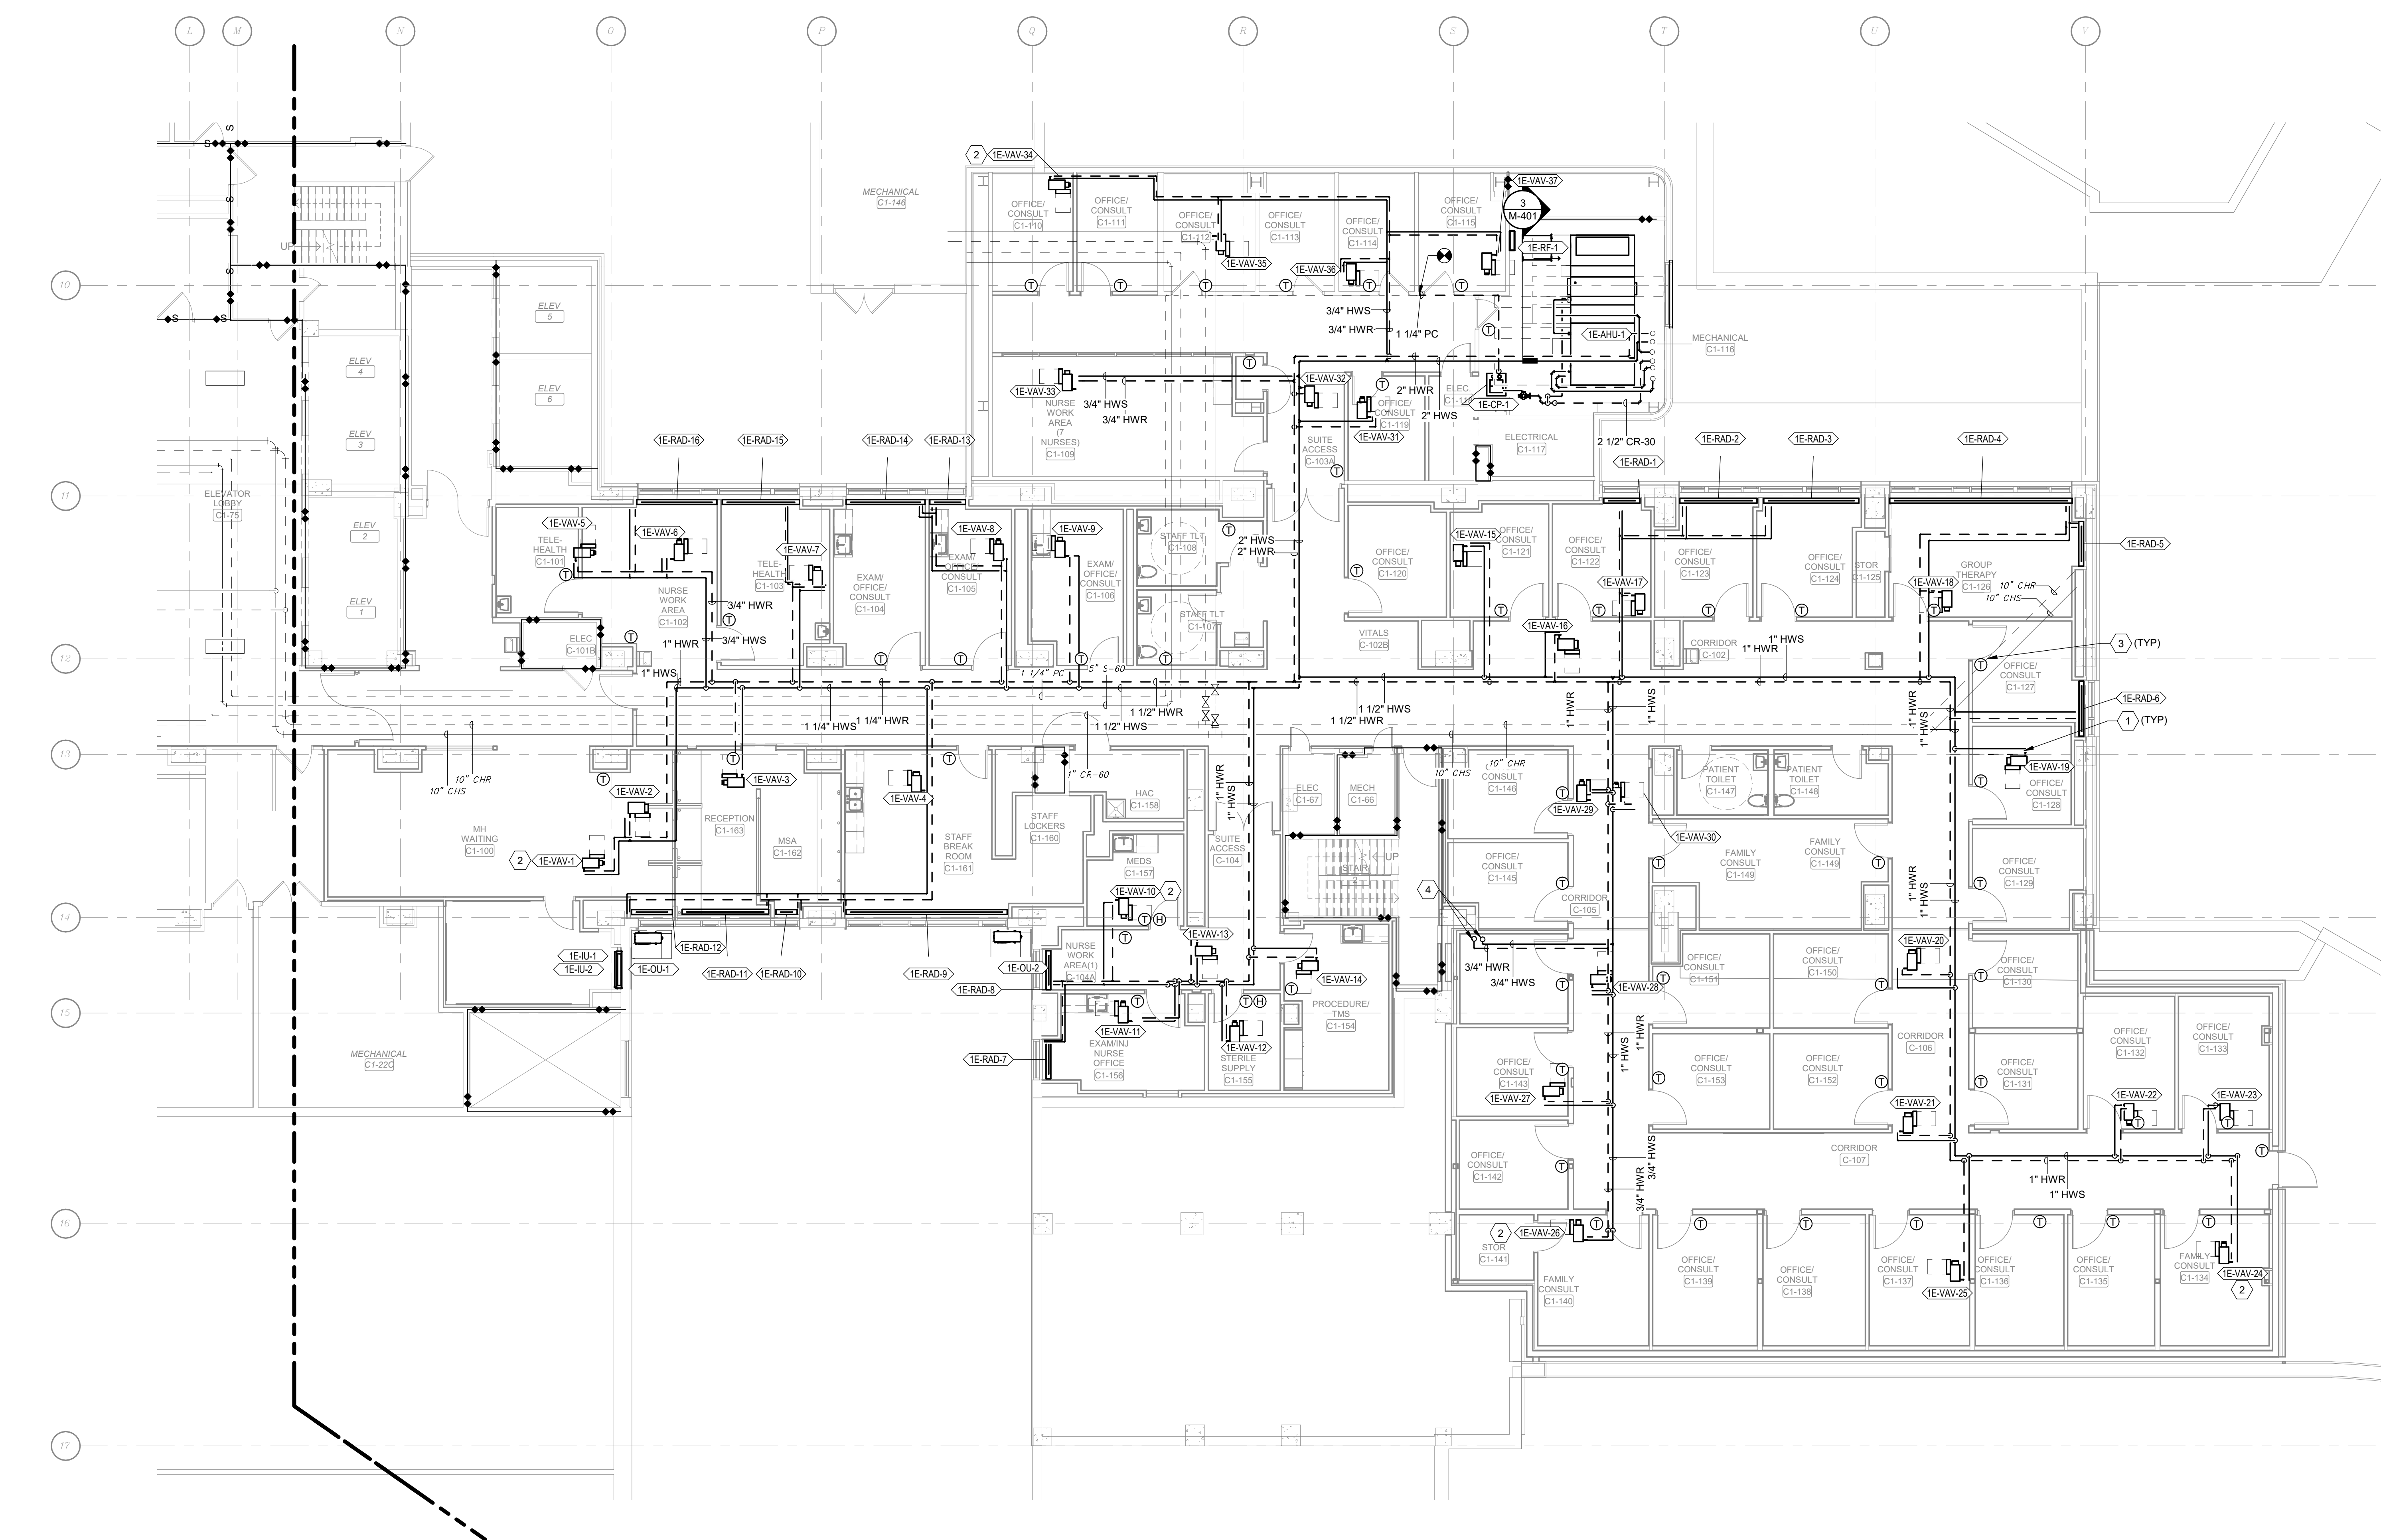 L M N O P Q R S T U V
10
11
12
13
14
15
16
17
S
S
S
S
S
S
UP
MECHANICAL
C1-146
2
1E-VAV-34
1E-VAV-37
3
M-401
OFFICE/
CONSULT
C1-110
OFFICE/
CONSULT
C1-111
OFFICE/
CONSULT
C1-112
OFFICE/
CONSULT
C1-113
OFFICE/
CONSULT
C1-114
OFFICE/
CONSULT
C1-115
1E-VAV-35
1E-VAV-36
1E-RF-1
3/4" HWS
3/4" HWR
1 1/4" PC
1E-AHU-1
MECHANICAL
C1-116
ELEV
5
ELEV
6
ELEV
4
ELEV
3
ELEV
2
ELEV
1
ELEVATOR
LOBBY
C1-75
1E-VAV-33
NURSE
WORK
AREA
(7
NURSES)
C1-109
3/4" HWS
3/4" HWR
1E-VAV-32
OFFICE/
CONSULT
C1-119
1E-VAV-31
2" HWR
2" HWS
ELEC
1E-CP-1
2 1/2" CR-30
SUITE
ACCESS
C-103A
ELECTRICAL
C1-117
1E-RAD-16
1E-RAD-15
1E-RAD-14
1E-RAD-13
1E-RAD-1
1E-RAD-2
1E-RAD-3
1E-RAD-4
1E-RAD-5
1E-RAD-6
1E-VAV-5
TELE-
HEALTH
C1-101
1E-VAV-6
NURSE
WORK
AREA
C1-102
1E-VAV-7
TELE-
HEALTH
C1-103
EXAM/
OFFICE/
CONSULT
C1-104
1E-VAV-8
EXAM/
OFFICE/
CONSULT
C1-105
1E-VAV-9
EXAM/
OFFICE/
CONSULT
C1-106
STAFF TLT
C1-108
STAFF TLT
C1-107
2" HWS
2" HWR
OFFICE/
CONSULT
C1-120
1E-VAV-15
OFFICE/
CONSULT
C1-121
OFFICE/
CONSULT
C1-122
1E-VAV-17
OFFICE/
CONSULT
C1-123
OFFICE/
CONSULT
C1-124
STOR
C1-125
1E-VAV-18
GROUP
THERAPY
C1-126
10" CHR
10" CHS
3/4" HWR
3/4" HWS
1" HWR
1" HWS
ELEC
C-101B
VITALS
C-102B
1E-VAV-16
CORRIDOR
C-102
1" HWS
1" HWR
3 (TYP)
OFFICE/
CONSULT
C1-127
1 (TYP)
1 1/4" PC
5" S-60
1 1/4" HWS
1 1/4" HWR
1 1/2" HWR
1 1/2" HWS
1 1/2" HWR
1 1/2" HWS
1" HWR
1" HWS
1" HWR
1" HWS
10" CHR
10" CHS
1E-VAV-2
1E-VAV-3
1E-VAV-4
1" CR-60
10" CHS
10" CHR
MH
WAITING
C1-100
2
1E-VAV-1
RECEPTION
C1-163
MSA
C1-162
STAFF
BREAK
ROOM
C1-161
STAFF
LOCKERS
C1-160
HAC
C1-158
MEDS
C1-157
1" HWR
1" HWS
SUITE
ACCESS
C-104
ELEC
C1-67
MECH
C1-66
STAIR
UP
CONSULT
C1-146
1E-VAV-29
1E-VAV-30
PATIENT
TOILET
C1-147
PATIENT
TOILET
C1-148
1E-VAV-19
OFFICE/
CONSULT
C1-128
FAMILY
CONSULT
C1-149
FAMILY
CONSULT
C1-149
OFFICE/
CONSULT
C1-145
OFFICE/
CONSULT
C1-129
1" HWR
1" HWS
1E-VAV-10
2
4
CORRIDOR
C-105
1E-RAD-12
1E-RAD-11
1E-RAD-10
1E-RAD-9
1E-IU-1
1E-IU-2
1E-OU-1
1E-OU-2
1E-RAD-8
1E-RAD-7
NURSE
WORK
AREA(1)
C-104A
1E-VAV-13
1E-VAV-14
3/4" HWR
3/4" HWS
1E-VAV-28
OFFICE/
CONSULT
C1-151
OFFICE/
CONSULT
C1-150
1E-VAV-20
OFFICE/
CONSULT
C1-130
1E-VAV-11
EXAM/INJ
NURSE
OFFICE
C1-156
1E-VAV-12
STERILE
SUPPLY
C1-155
PROCEDURE/
TMS
C1-154
MECHANICAL
C1-22C
1" HWR
1" HWS
OFFICE/
CONSULT
C1-143
1E-VAV-27
OFFICE/
CONSULT
C1-153
OFFICE/
CONSULT
C1-152
CORRIDOR
C-106
OFFICE/
CONSULT
C1-131
OFFICE/
CONSULT
C1-132
OFFICE/
CONSULT
C1-133
1E-VAV-21
1E-VAV-22
1E-VAV-23
OFFICE/
CONSULT
C1-142
3/4" HWS
3/4" HWR
CORRIDOR
C-107
1" HWR
1" HWS
2
1E-VAV-26
STOR
C1-141
FAMILY
CONSULT
C1-140
OFFICE/
CONSULT
C1-139
OFFICE/
CONSULT
C1-138
OFFICE/
CONSULT
C1-137
1E-VAV-25
OFFICE/
CONSULT
C1-136
OFFICE/
CONSULT
C1-135
FAMILY
CONSULT
C1-134
1E-VAV-24
2